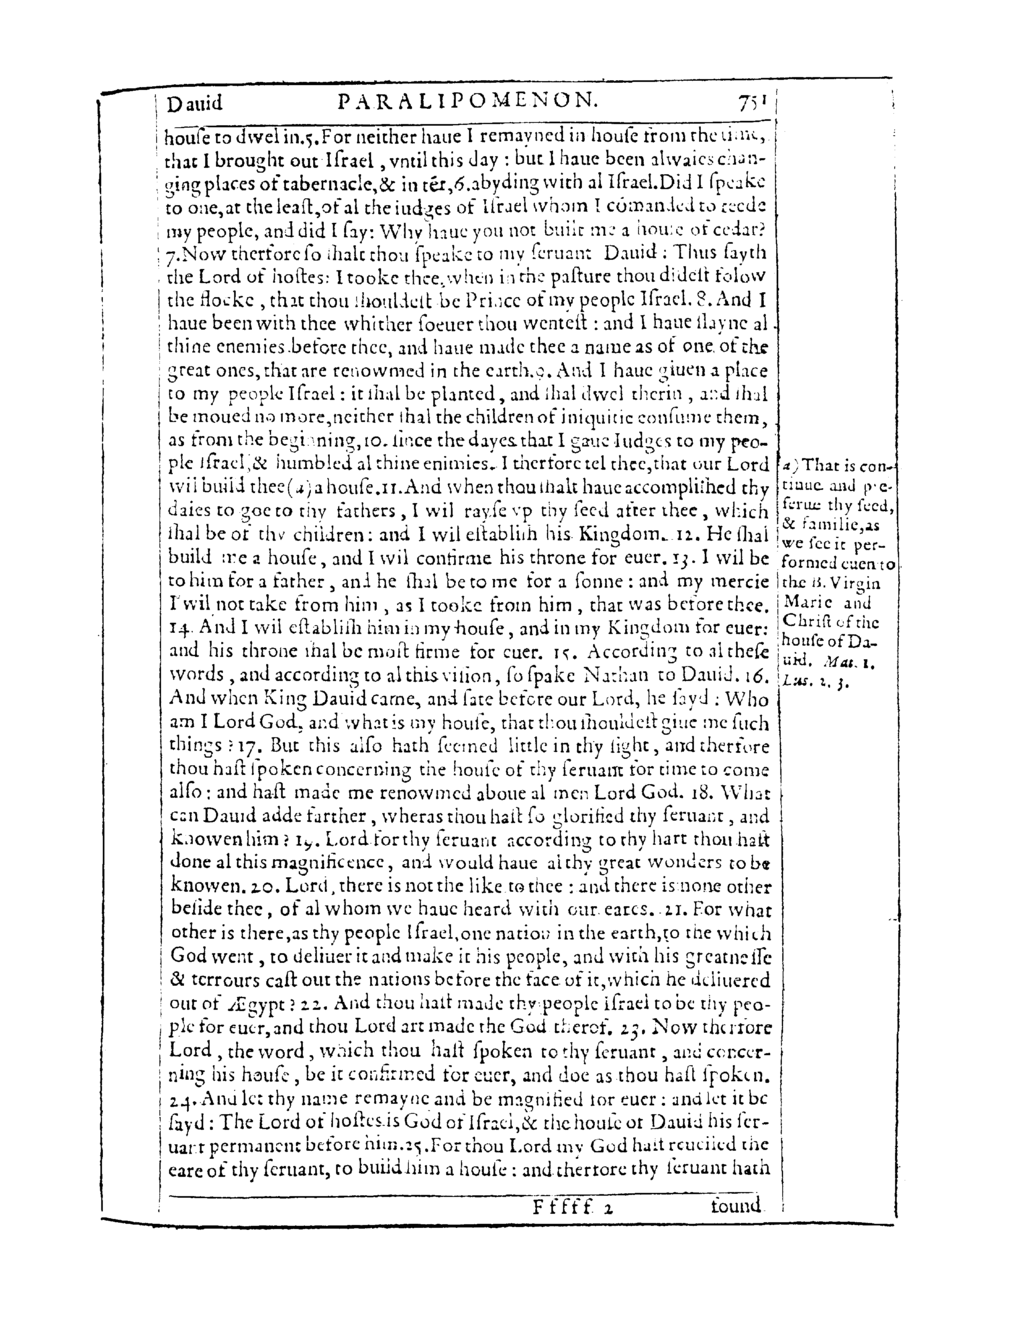 Dauid PARALIPOMENON. 751
houſe to dwel in.5.For neither haue I remayned in houſe from the time,
that I brought out Iſrael , vntil this day : but I haue been alwaies chan-
ging places of tabernacle,& in tẽt,6.abyding with al Iſrael.Did I ſpeake
to one,at the leaſt,of al the iudges of Iſrael whom I cómanded to feede
my people, and did I ſay: Why haue you not built me a houſe of cedar?
7.Now therfore ſo ſhalt thou ſpeake to my ſeruant Dauid : Thus ſayth
the Lord of hoſtes: I tooke thee,when in the paſture thou didſt folow
the flocke , that thou ſhouldeſt be Prince of my people Iſrael. 8. And I
haue been with thee whither ſoeuer thou wenteſt : and I haue ſlayne al
thine enemies before thee, and haue made thee a name as of one of the
great ones, that are renowmed in the earth.9. And I haue giuen a place
to my people Iſrael : it ſhal be planted , and ſhal dwel therin , and ſhal
be moued no more,neither ſhal the children of iniquitie conſume them,
as from the beginning, 10. ſince the dayes that I gaue Iudges to my peo-
ple Iſrael,& humbled al thine enimies. I therfore tel thee,that our Lord
wil build thee(a)a houſe.11.And when thou ſhalt haue accompliſhed thy
daies to goe to thy fathers , I wil rayſe vp thy ſeed after thee , which
ſhal be of thy children : and I wil eſtabliſh his Kingdom. 12. He ſhal
build me a houſe, and I wil confirme his throne for euer. 13. I wil be
to him for a father , and he ſhal be to me for a ſonne : and my mercie
I wil not take from him , as I tooke from him , that was before thee.
14. And I wil eſtabliſh him in my houſe , and in my Kingdom for euer:
and his throne ſhal be moſt firme for euer. 15. According to al theſe
words , and according to al this viſion, ſo ſpake Nathan to Dauid. 16.
And when King Dauid came, and ſate before our Lord, he ſayd : Who
am I Lord God, and what is my houſe, that thou ſhouldeſt giue me ſuch
things ? 17. But this alſo hath ſeemed little in thy ſight , and therfore
thou haſt ſpoken concerning the houſe of thy ſeruant for time to come
alſo : and haſt made me renowmed aboue al men Lord God. 18. What
can Dauid adde farther , wheras thou haſt ſo glorified thy ſeruant , and
knowen him ? 19. Lord for thy ſeruant according to thy hart thou haſt
done al this magnificence, and would haue al thy great wonders to be
knowen. 20. Lord, there is not the like to thee : and there is none other
beſide thee , of al whom we haue heard with our eares. 21. For what
other is there,as thy people Iſrael,one nation in the earth,to the which
God went , to deliuer it and make it his people, and with his greatneſſe
& terrours caſt out the nations before the face of it,which he deliuered
out of Ægypt ? 22. And thou haſt made thy people iſrael to be thy peo-
ple for euer,and thou Lord art made the God therof. 23. Now therfore
Lord , the word , which thou haſt ſpoken to thy ſeruant , and concer-
ning his houſe , be it confirmed for euer, and doe as thou haſt ſpoken.
24. And let thy name remayne and be magnified for euer : and let it be
ſayd : The Lord of hoſtes is God of Iſrael,& the houſe of Dauid his ſer-
uant permanent before him.25.For thou Lord my God haſt reueiled the
eare of thy ſeruant, to build him a houſe : and therfore thy ſeruant hath
a) That is con-
tinue and pre-
ſerue thy ſeed,
& familie,as
we ſee it per-
formed euen to
the B. Virgin
Marie and
Chriſt of the
houſe of Da-
uid. Mat. 1.
Luc. 2. 3.
Fffff 2 found